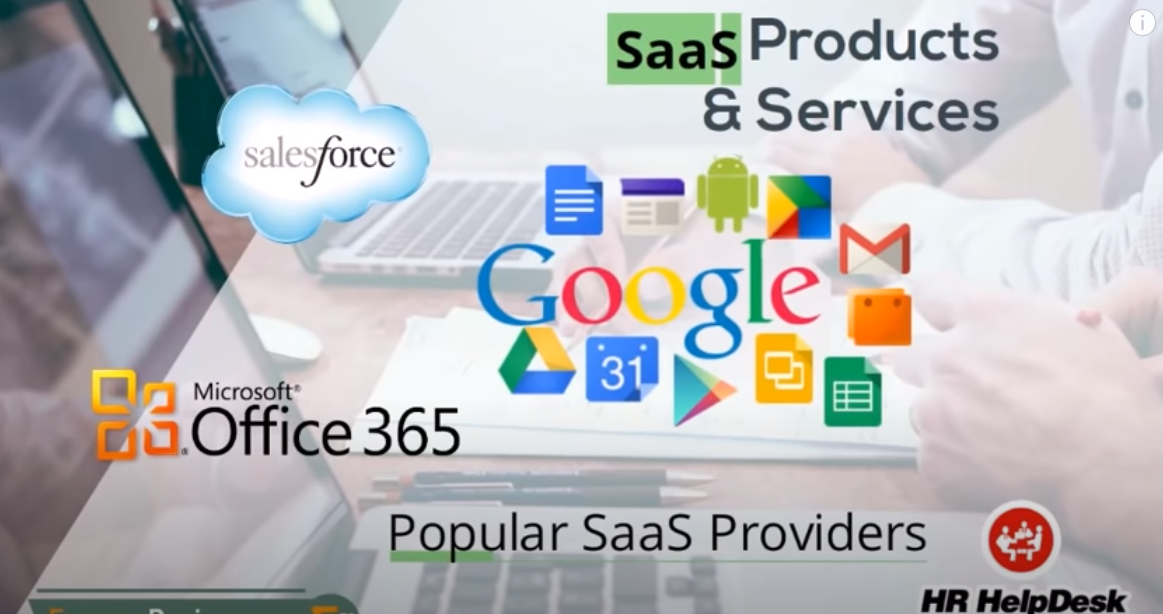 SaaS Products
& Services
salesforce
Google
31
Microsoft®
Office 365
Popular SaaS Providers
HR HelpDesk